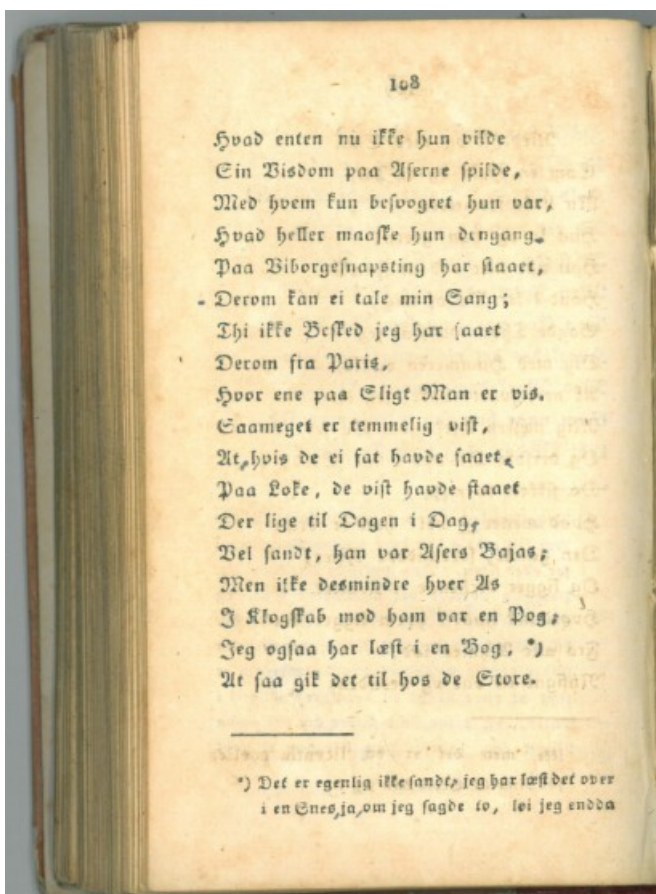 108
Hvad enten nu ikke hun vilde
Sin Visdom paa Aserne spilde,
Med hvem kun besvogret hun var,
Hvad heller maaske hun dengang,
Paa Viborgesnapsting har staaet,
Derom kan ei tale min Sang;
Thi ikke Besked jeg har faaet
Derom fra Paris,
Hvor ene paa Sligt Man er vis.
Saameget er temmelig vist,
At, hvis de ei fat havde faaet,
Paa Loke, de vist havde staaet
Der lige til Dagen i Dag,
Vel sandt, han var Asers Bajas;
Men ikke desmindre hver As
I Klogskab mod ham var en Pog;
Jeg ogsaa har læst i en Bog, *)
At saa gik det til hos de Store.
*) Det er egenlig ikke sandt, jeg har læst det over
i en Snes, ja, om jeg sagde to, løi jeg endda